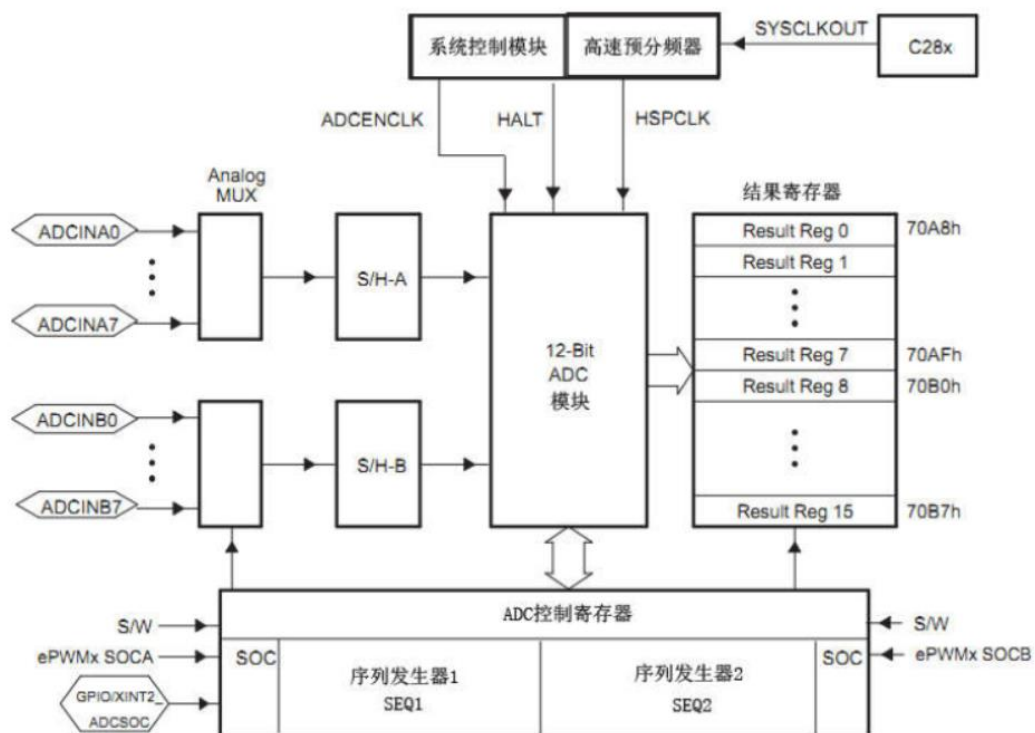 系统控制模块
高速预分频器
SYSCLKOUT
C28x
ADCENCLK
HALT
HSPCLK
Analog
MUX
结果寄存器
ADCINA0
ADCINA7
S/H-A
12-Bit
ADC
模块
Result Reg 0
70A8h
Result Reg 1
Result Reg 7
70AFh
Result Reg 8
70B0h
Result Reg 15
70B7h
ADCINB0
ADCINB7
S/H-B
ADC控制寄存器
S/W
S/W
ePWMx SOCA
SOC
序列发生器1
SEQ1
序列发生器2
SEQ2
SOC
ePWMx SOCB
GPIO/XINT2_
ADCSOC